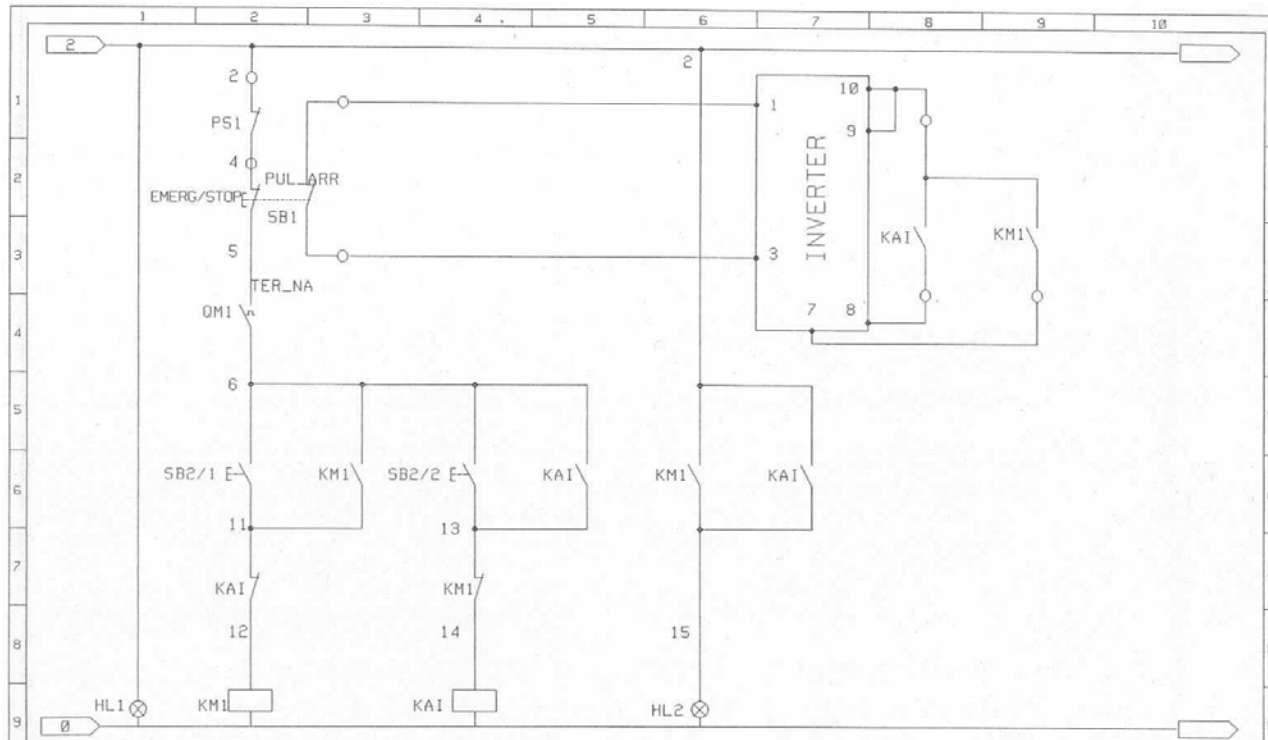 1 2 3 4 5 6 7 8 9 10
2
2
2
10
1
1
PS1
9
4
2
PUL_ARR
EMERG/STOP
SB1
INVERTER
KAI
KM1
5
3
3
TER_NA
QM1
7
8
4
6
5
SB2/1
KM1
SB2/2
KAI
KM1
KAI
6
11
13
7
KAI
KM1
12
14
15
8
HL1
KM1
KAI
HL2
0
9